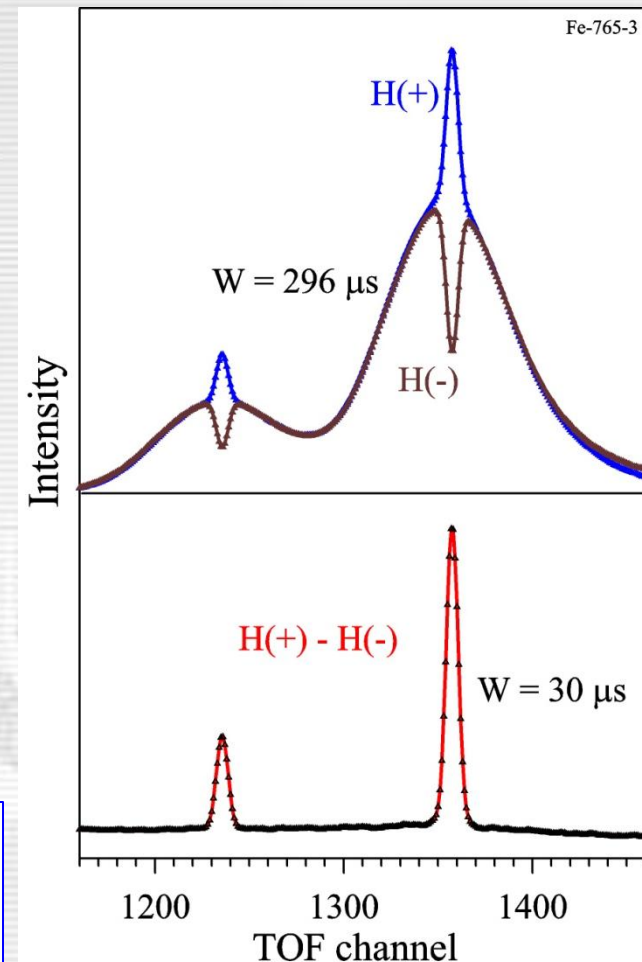 Fe-765-3
H(+)
W = 296 μs
H(-)
Intensity
H(+) - H(-)
W = 30 μs
1200 1300 1400
TOF channel